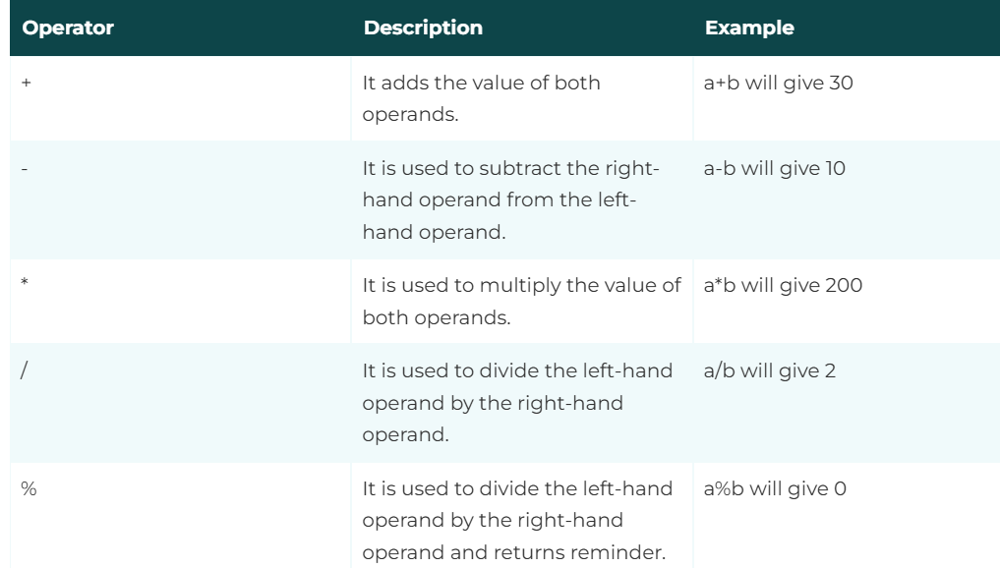 Operator Description Example
+ It adds the value of both a+b will give 30
operands.
- It is used to subtract the right- a-b will give 10
hand operand from the left-
hand operand.
* It is used to multiply the value of a*b will give 200
both operands.
/ It is used to divide the left-hand a/b will give 2
operand by the right-hand
operand.
% It is used to divide the left-hand a%b will give 0
operand by the right-hand
operand and returns reminder.